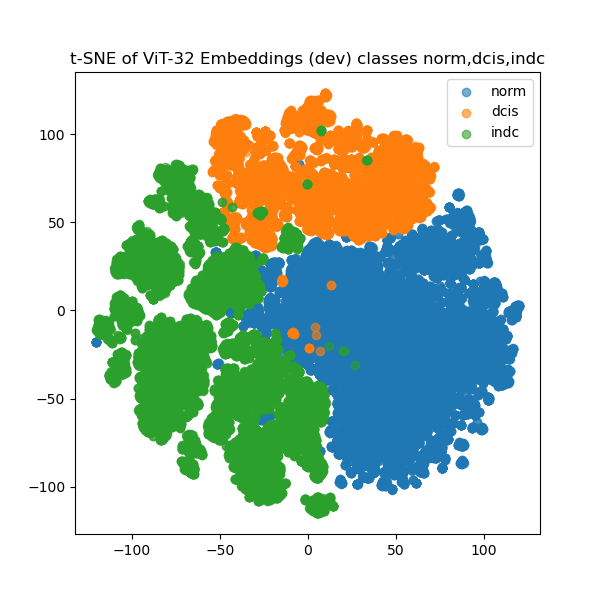 t-SNE of ViT-32 Embeddings (dev) classes norm,dcis,indc
norm
dcis
indc
100
50
0
−50
−100
−100 −50 0 50 100